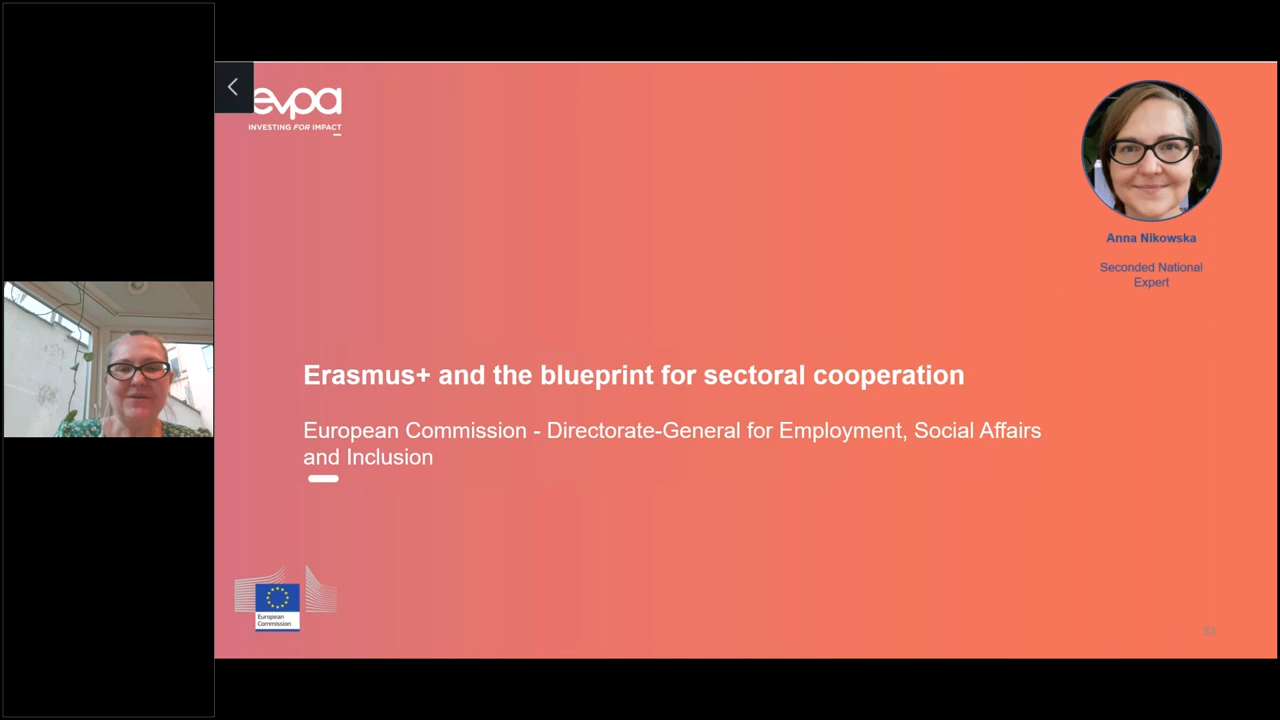 evpa
INVESTING FOR IMPACT
Anna Nikowska
Seconded National
Expert
Erasmus+ and the blueprint for sectoral cooperation
European Commission - Directorate-General for Employment, Social Affairs
and Inclusion
European
Commission